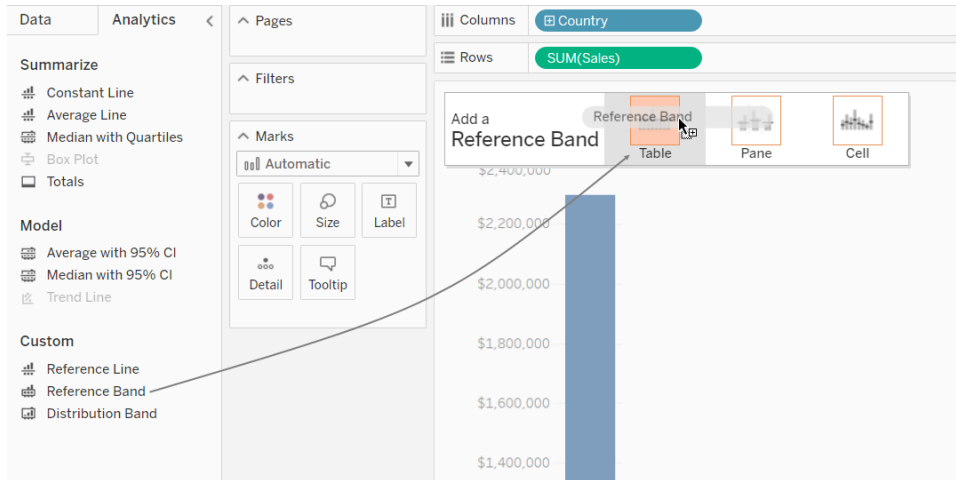 Data
Analytics
Summarize
Constant Line
Average Line
Median with Quartiles
Box Plot
Totals
Model
Average with 95% CI
Median with 95% CI
Trend Line
Custom
Reference Line
Reference Band
Distribution Band
Pages
Filters
Marks
Automatic
Color
Size
Label
Detail
Tooltip
Columns
Country
Rows
SUM(Sales)
Add a
Reference Band
Reference Band
Table
Pane
Cell
$2,400,000
$2,200,000
$2,000,000
$1,800,000
$1,600,000
$1,400,000